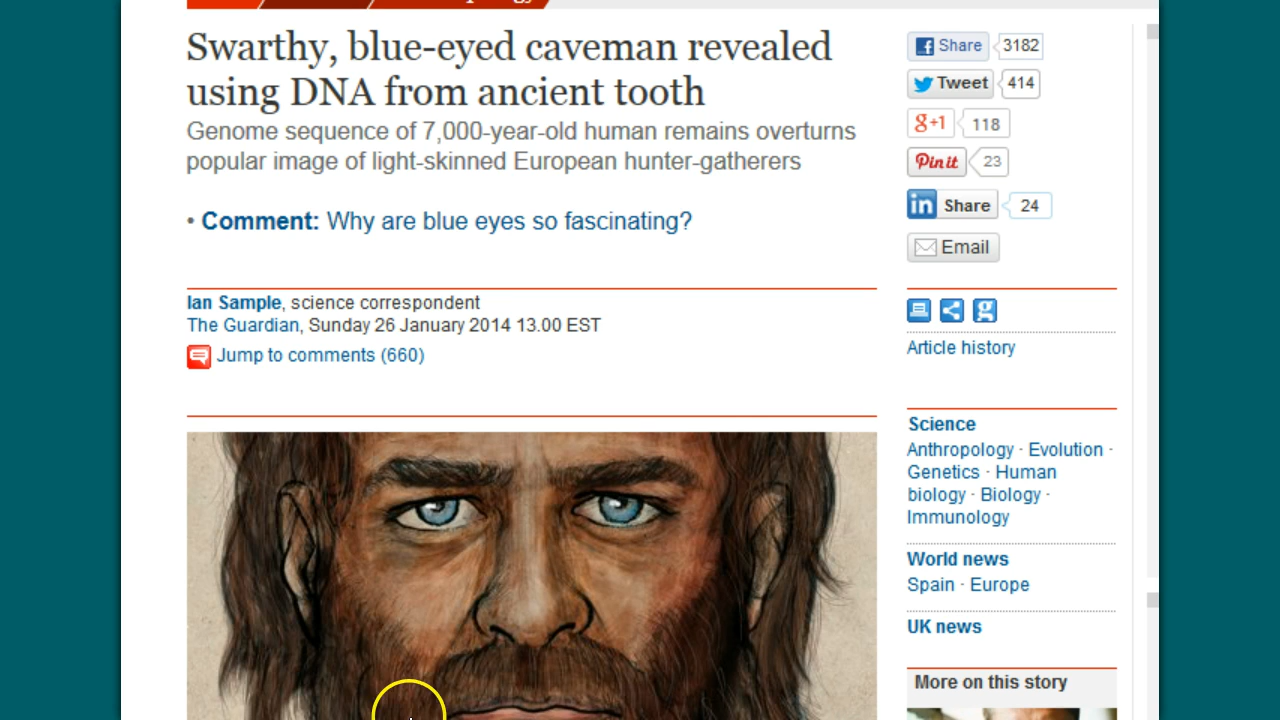 Swarthy, blue-eyed caveman revealed
using DNA from ancient tooth
Genome sequence of 7,000-year-old human remains overturns
popular image of light-skinned European hunter-gatherers
• Comment: Why are blue eyes so fascinating?
Ian Sample, science correspondent
The Guardian, Sunday 26 January 2014 13.00 EST
Jump to comments (660)
Share 3182
Tweet 414
g+1 118
Pin it 23
in Share 24
Email
Article history
Science
Anthropology · Evolution ·
Genetics · Human
biology · Biology ·
Immunology
World news
Spain · Europe
UK news
More on this story